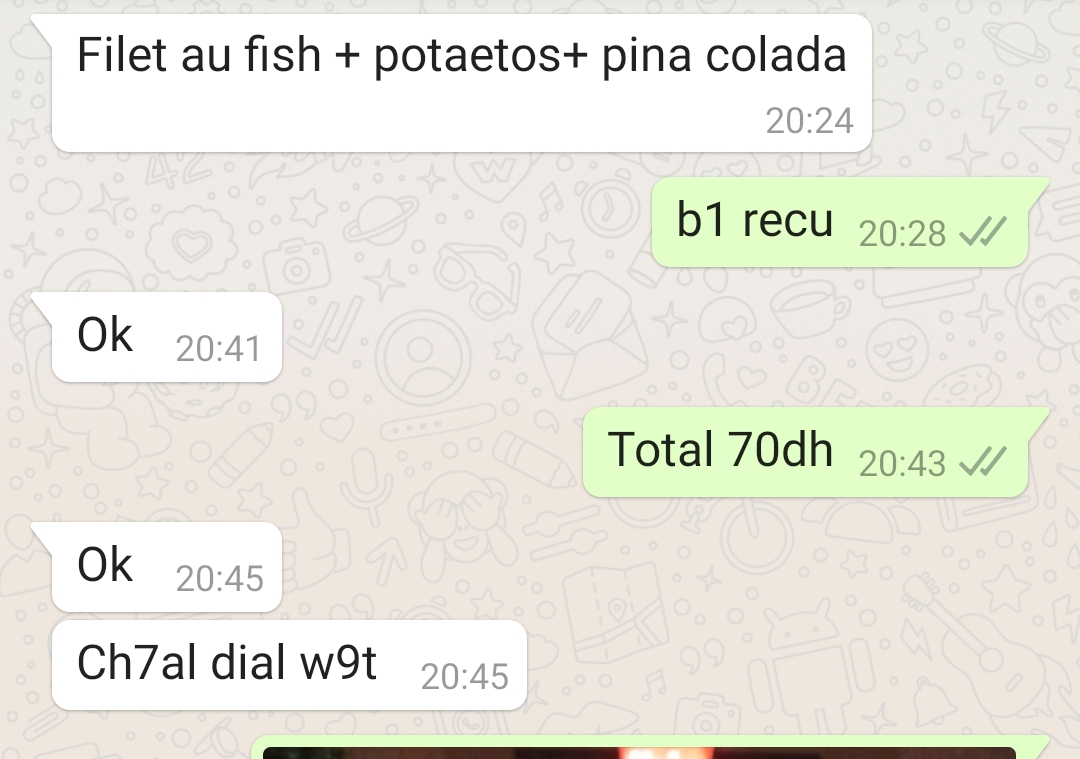 Filet au fish + potaetos+ pina colada
20:24
b1 recu 20:28
Ok 20:41
Total 70dh 20:43
Ok 20:45
Ch7al dial w9t 20:45